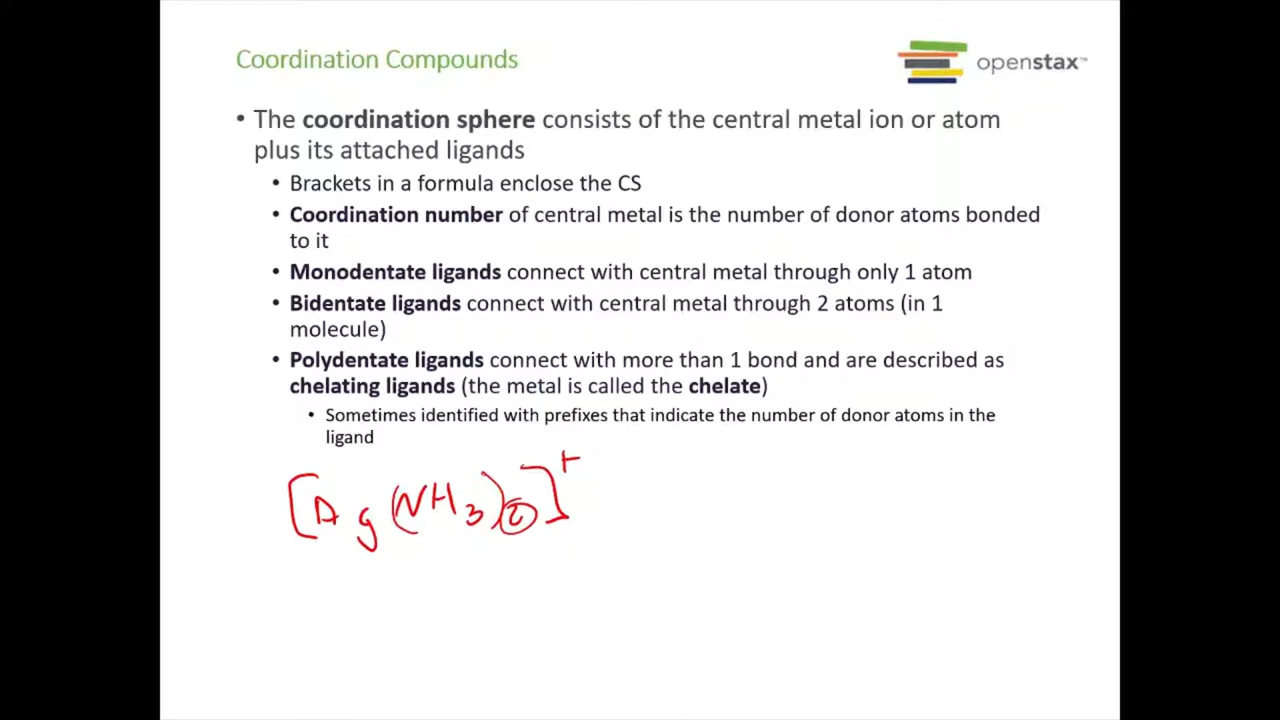 Coordination Compounds
openstax™
• The coordination sphere consists of the central metal ion or atom
plus its attached ligands
• Brackets in a formula enclose the CS
• Coordination number of central metal is the number of donor atoms bonded
to it
• Monodentate ligands connect with central metal through only 1 atom
• Bidentate ligands connect with central metal through 2 atoms (in 1
molecule)
• Polydentate ligands connect with more than 1 bond and are described as
chelating ligands (the metal is called the chelate)
• Sometimes identified with prefixes that indicate the number of donor atoms in the
ligand
[Ag(NH₃)₂]⁺